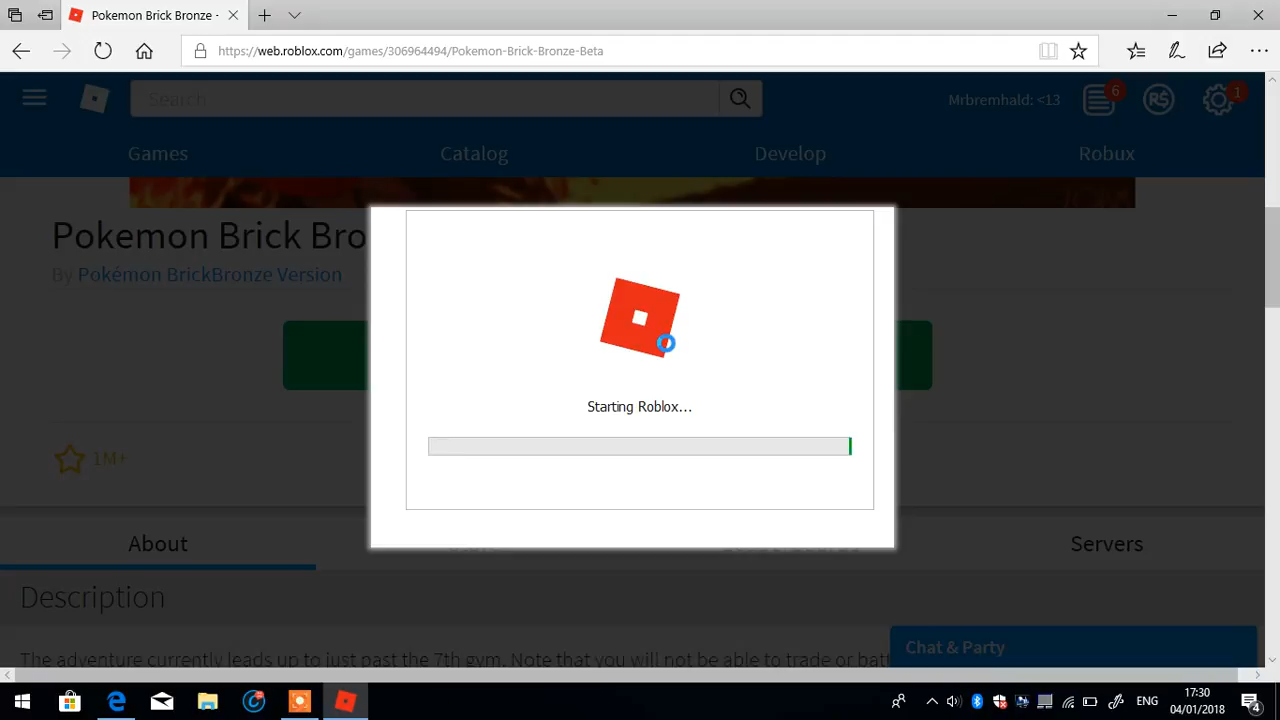 Pokemon Brick Bronze -
https://web.roblox.com/games/306964494/Pokemon-Brick-Bronze-Beta
Search
Mrbremhald: <13
6
R$
1
Games
Catalog
Develop
Robux
Pokemon Brick Bro
By Pokémon BrickBronze Version
Starting Roblox...
1M+
About
Servers
Description
The adventure currently leads up to just past the 7th gym. Note that you will not be able to trade or batt
Chat & Party
ENG
17:30
04/01/2018
4